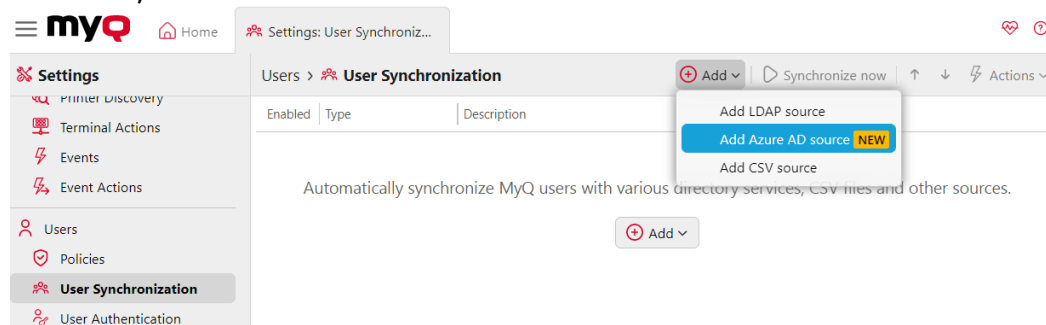 myQ
Home
Settings: User Synchroniz...
Settings
Printer Discovery
Terminal Actions
Events
Event Actions
Users
Policies
User Synchronization
User Authentication
Users > User Synchronization
Add
Synchronize now
Actions
Enabled Type Description
Add LDAP source
Add Azure AD source NEW
Add CSV source
Automatically synchronize MyQ users with various directory services, CSV files and other sources.
Add